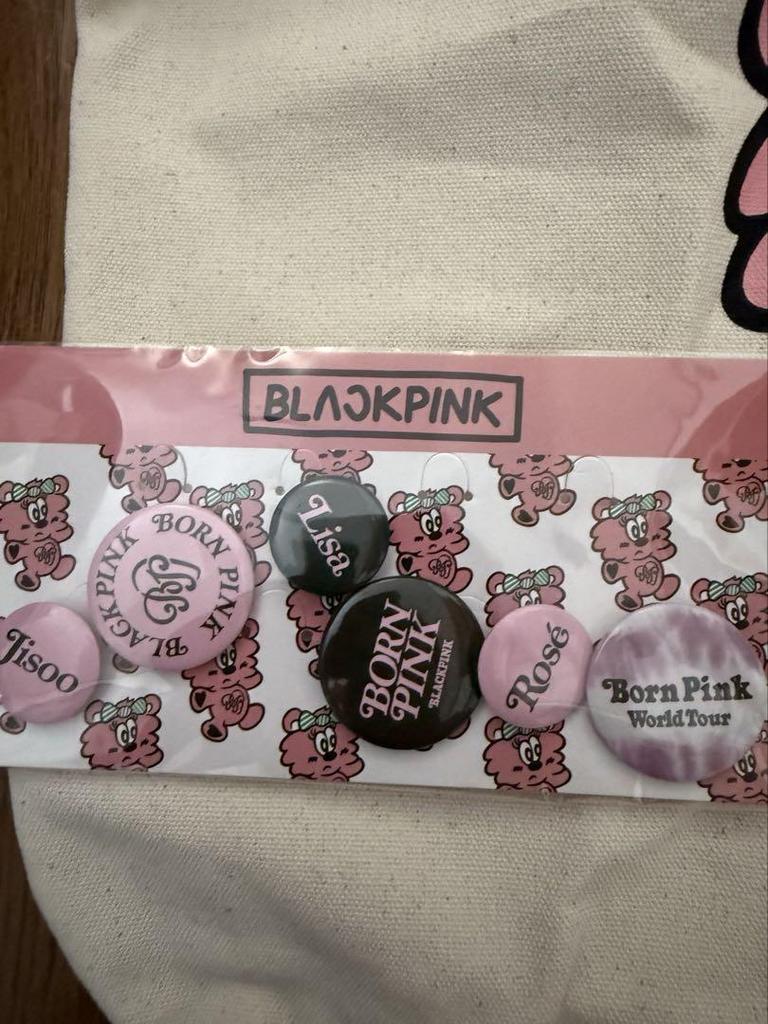 BLACKPINK
Jisoo
BLACKPINK BORN PINK
Lisa
BORN
PINK
BLACKPINK
Rosé
Born Pink
World Tour